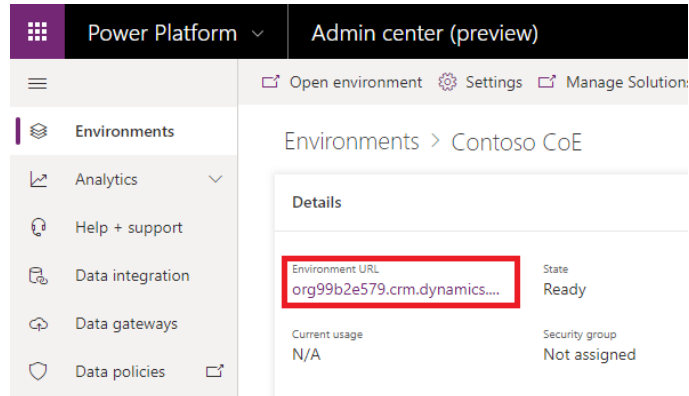 Power Platform
Admin center (preview)
Open environment Settings Manage Solutions
Environments
Analytics
Help + support
Data integration
Data gateways
Data policies
Environments > Contoso CoE
Details
Environment URL
org99b2e579.crm.dynamics....
State
Ready
Current usage
N/A
Security group
Not assigned